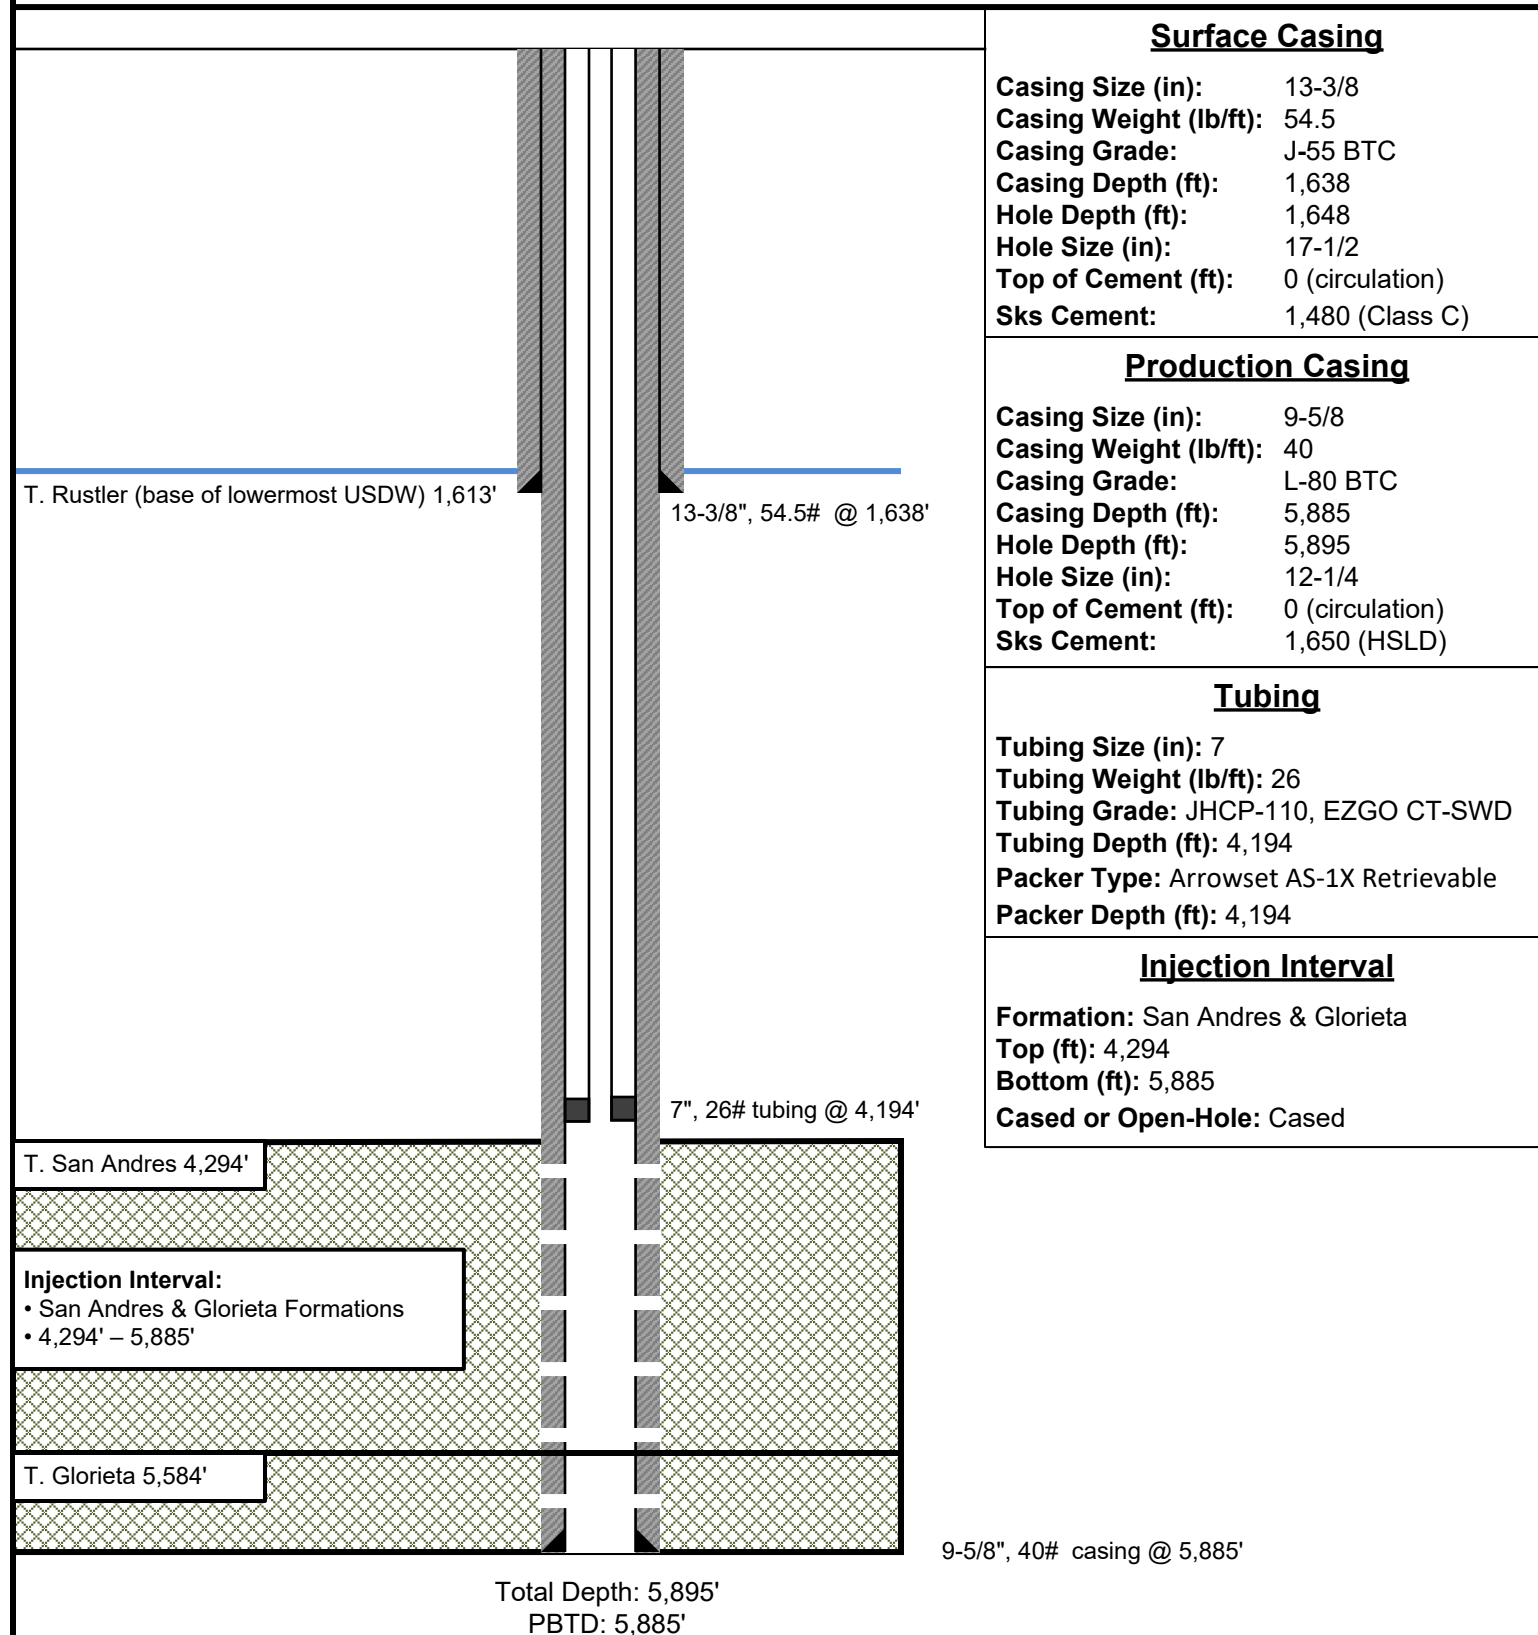 Surface Casing
Casing Size (in): 13-3/8
Casing Weight (lb/ft): 54.5
Casing Grade: J-55 BTC
Casing Depth (ft): 1,638
Hole Depth (ft): 1,648
Hole Size (in): 17-1/2
Top of Cement (ft): 0 (circulation)
Sks Cement: 1,480 (Class C)
Production Casing
Casing Size (in): 9-5/8
Casing Weight (lb/ft): 40
Casing Grade: L-80 BTC
Casing Depth (ft): 5,885
Hole Depth (ft): 5,895
Hole Size (in): 12-1/4
Top of Cement (ft): 0 (circulation)
Sks Cement: 1,650 (HSLD)
Tubing
Tubing Size (in): 7
Tubing Weight (lb/ft): 26
Tubing Grade: JHCP-110, EZGO CT-SWD
Tubing Depth (ft): 4,194
Packer Type: Arrowset AS-1X Retrievable
Packer Depth (ft): 4,194
Injection Interval
Formation: San Andres & Glorieta
Top (ft): 4,294
Bottom (ft): 5,885
Cased or Open-Hole: Cased
T. Rustler (base of lowermost USDW) 1,613'
13-3/8", 54.5# @ 1,638'
7", 26# tubing @ 4,194'
T. San Andres 4,294'
Injection Interval:
• San Andres & Glorieta Formations
• 4,294' – 5,885'
T. Glorieta 5,584'
9-5/8", 40# casing @ 5,885'
Total Depth: 5,895'
PBTD: 5,885'